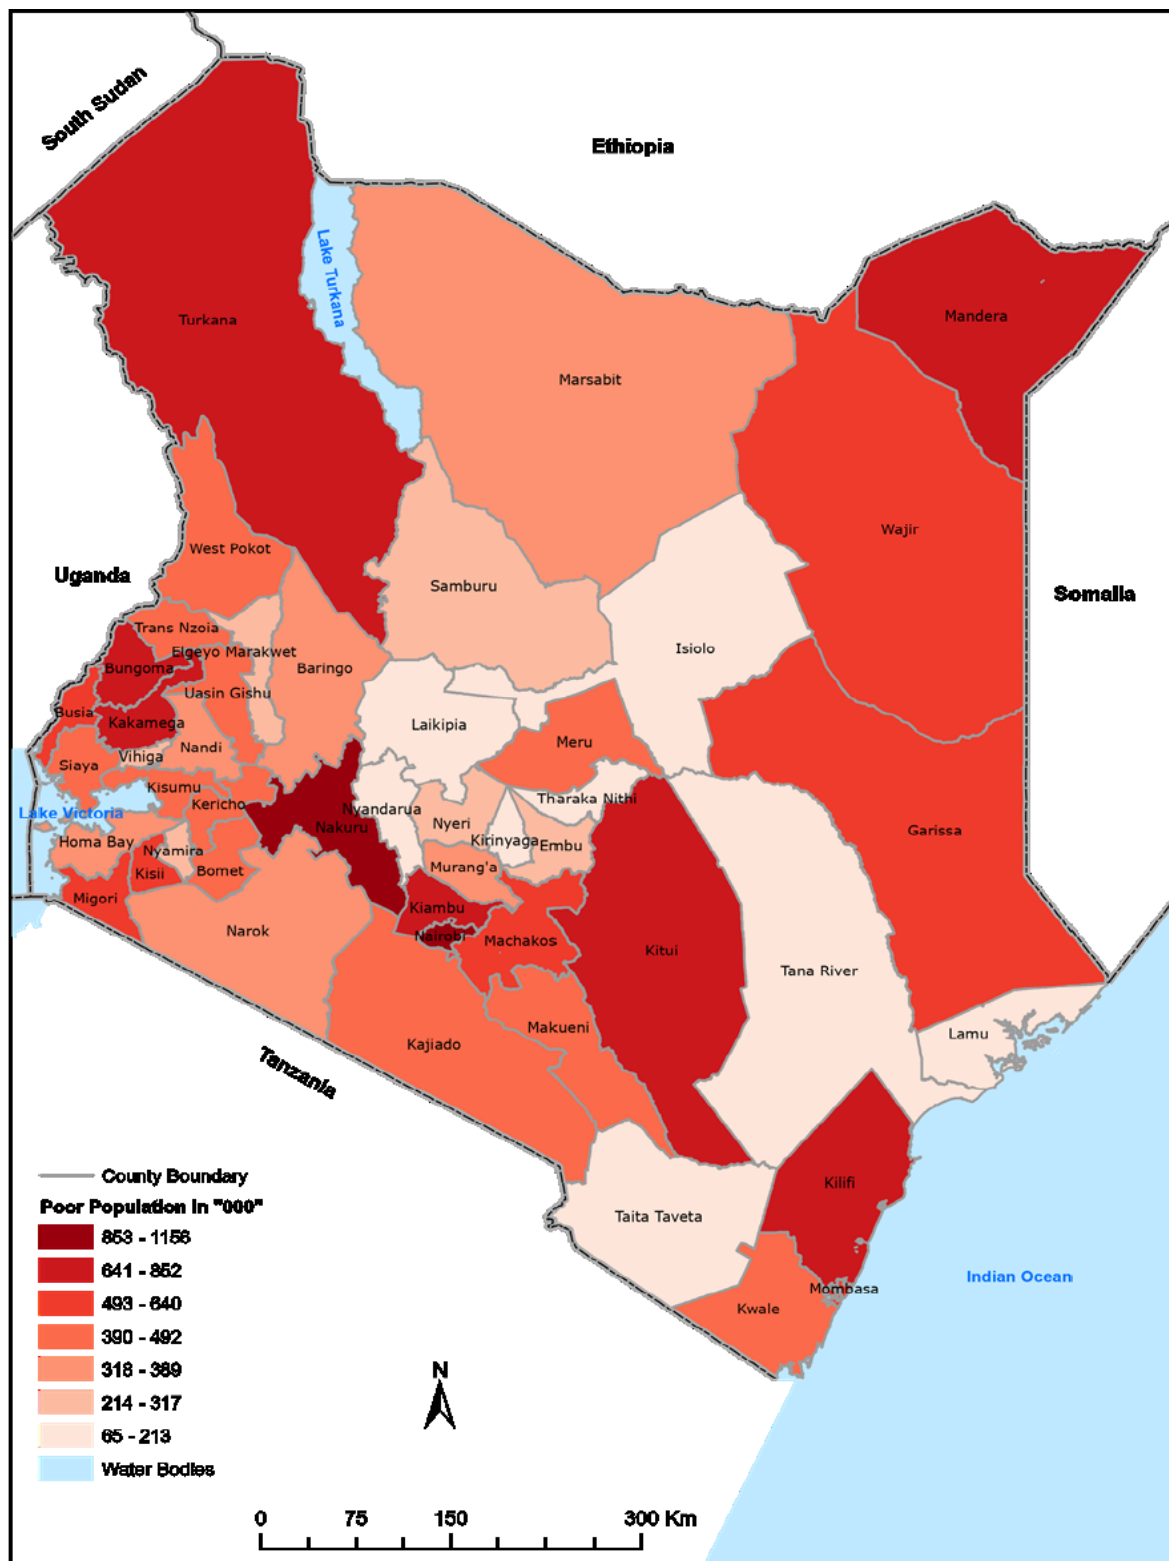 South Sudan
Ethiopia
Lake Turkana
Turkana
Mandera
Marsabit
Wajir
West Pokot
Uganda
Samburu
Somalia
Trans Nzoia
Isiolo
Elgeyo Marakwet
Bungoma
Baringo
Uasin Gishu
Busia
Kakamega
Laikipia
Nandi
Meru
Vihiga
Siaya
Kisumu
Tharaka Nithi
Kericho
Nyandarua
Lake Victoria
Nyeri
Nakuru
Garissa
Homa Bay
Kirinyaga
Embu
Nyamira
Murang'a
Kisii
Bomet
Migori
Kiambu
Narok
Nairobi
Machakos
Kitui
Tana River
Makueni
Lamu
Kajiado
Tanzania
County Boundary
Kilifi
Poor Population in "000"
Taita Taveta
853 - 1156
641 - 852
Indian Ocean
Mombasa
493 - 640
Kwale
390 - 492
318 - 389
N
214 - 317
65 - 213
Water Bodies
0 75 150 300 Km